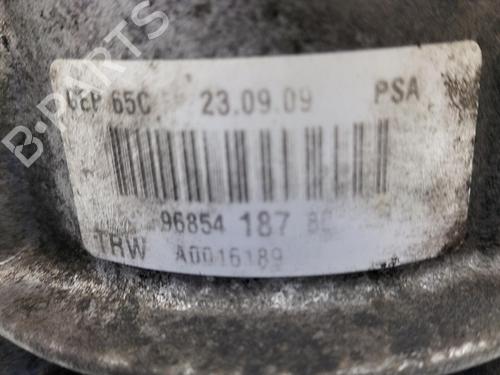 GEP 65C 23.09.09 PSA
96854 187 80
TRW A0016189
B-PARTS